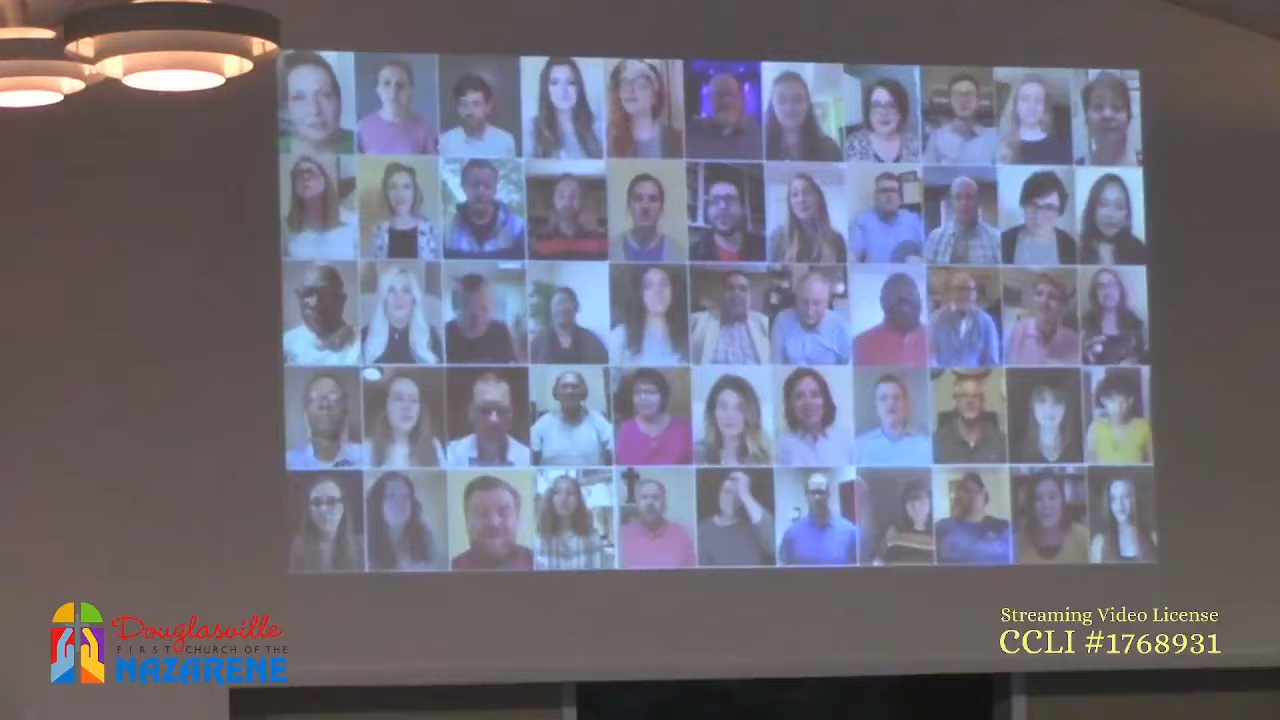 Douglasville
FIRST CHURCH OF THE
NAZARENE
Streaming Video License
CCLI #1768931